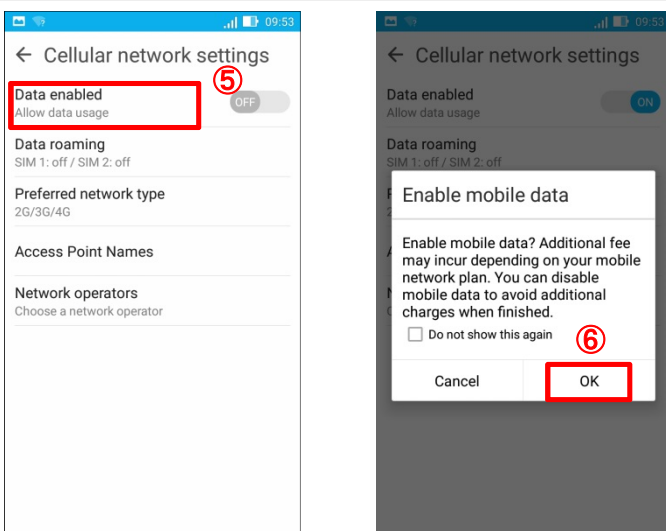 09:53
Cellular network settings
⑤
Data enabled
Allow data usage
OFF
Data roaming
SIM 1: off / SIM 2: off
Preferred network type
2G/3G/4G
Access Point Names
Network operators
Choose a network operator
09:53
Cellular network settings
Data enabled
Allow data usage
ON
Data roaming
SIM 1: off / SIM 2: off
Enable mobile data
Enable mobile data? Additional fee
may incur depending on your mobile
network plan. You can disable
mobile data to avoid additional
charges when finished.
Do not show this again
⑥
Cancel
OK